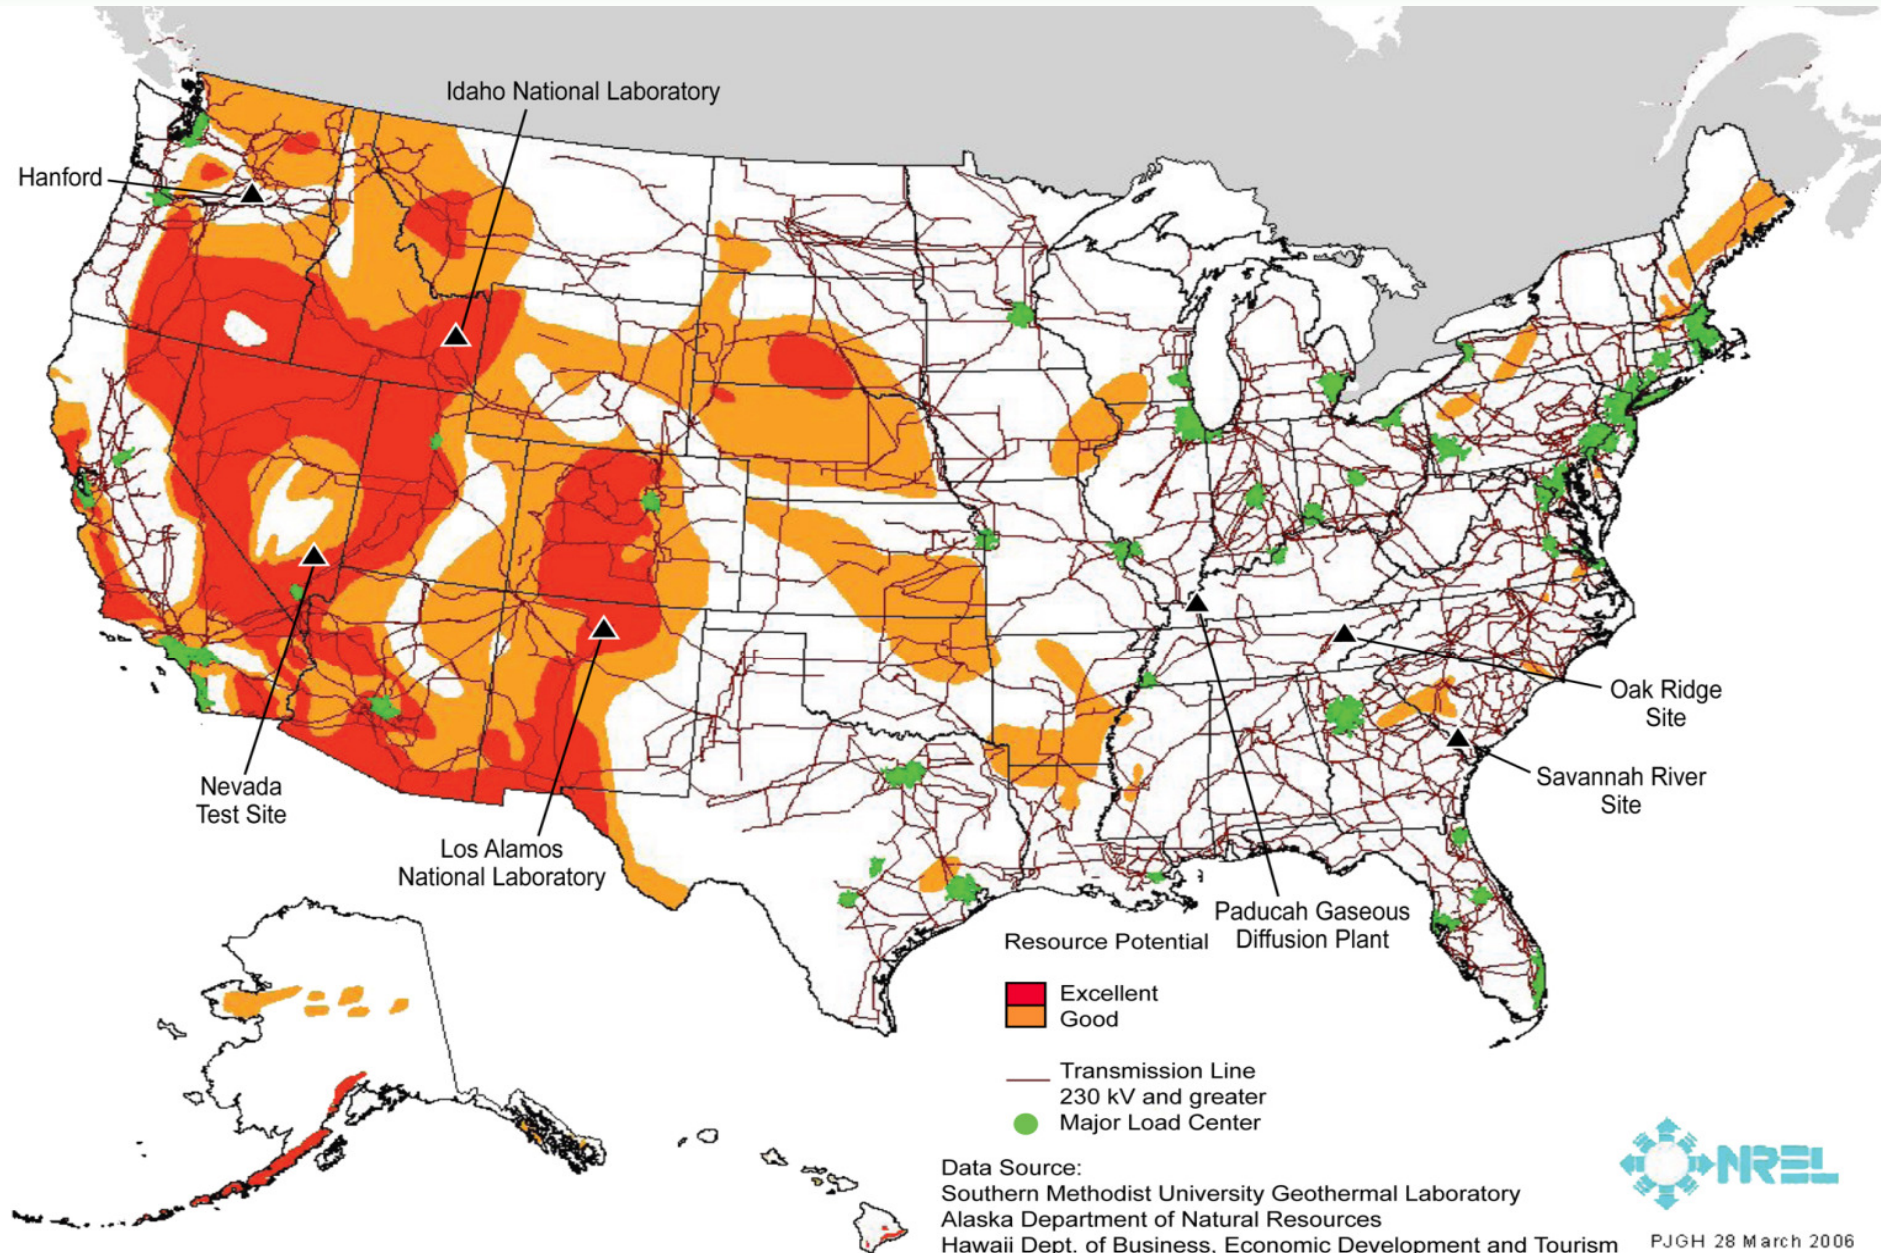 Idaho National Laboratory
Hanford
Nevada
Test Site
Los Alamos
National Laboratory
Oak Ridge
Site
Savannah River
Site
Paducah Gaseous
Diffusion Plant
Resource Potential
Excellent
Good
Transmission Line
230 kV and greater
Major Load Center
Data Source:
Southern Methodist University Geothermal Laboratory
Alaska Department of Natural Resources
Hawaii Dept. of Business, Economic Development and Tourism
NREL
PJGH 28 March 2006